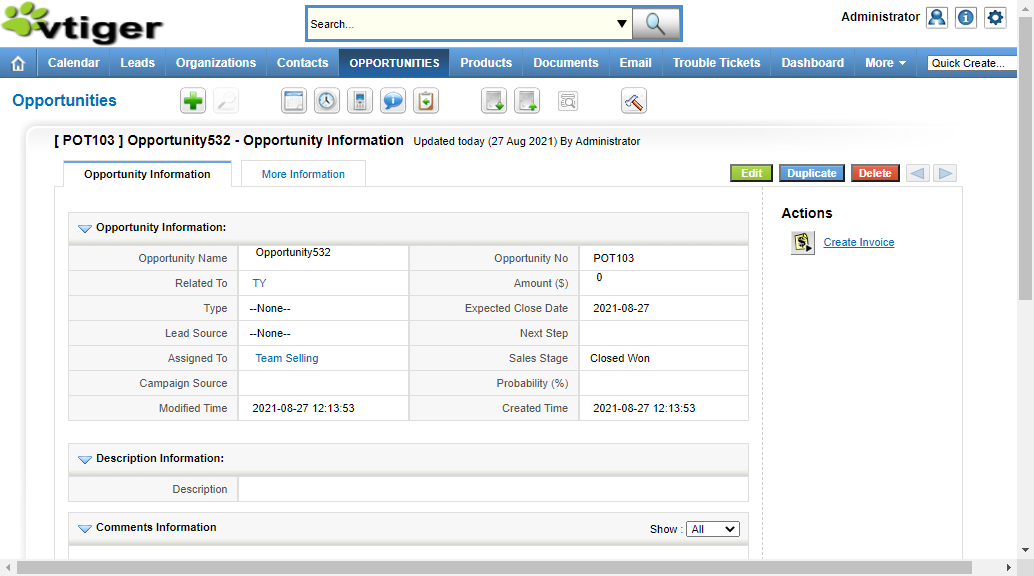 vtiger
Search...
Administrator
Calendar Leads Organizations Contacts OPPORTUNITIES Products Documents Email Trouble Tickets Dashboard More Quick Create...
Opportunities
[ POT103 ] Opportunity532 - Opportunity Information Updated today (27 Aug 2021) By Administrator
Opportunity Information More Information Edit Duplicate Delete
Actions
Create Invoice
Opportunity Information:
Opportunity Name Opportunity532 Opportunity No POT103
Related To TY Amount ($) 0
Type --None-- Expected Close Date 2021-08-27
Lead Source --None-- Next Step
Assigned To Team Selling Sales Stage Closed Won
Campaign Source Probability (%)
Modified Time 2021-08-27 12:13:53 Created Time 2021-08-27 12:13:53
Description Information:
Description
Comments Information Show : All